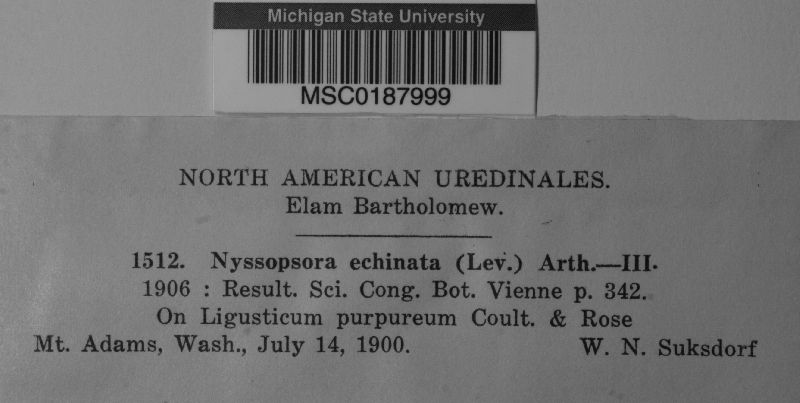 Michigan State University
MSC0187999
NORTH AMERICAN UREDINALES.
Elam Bartholomew.
1512. Nyssopsora echinata (Lev.) Arth.—III.
1906 : Result. Sci. Cong. Bot. Vienne p. 342.
On Ligusticum purpureum Coult. & Rose
Mt. Adams, Wash., July 14, 1900. W. N. Suksdorf